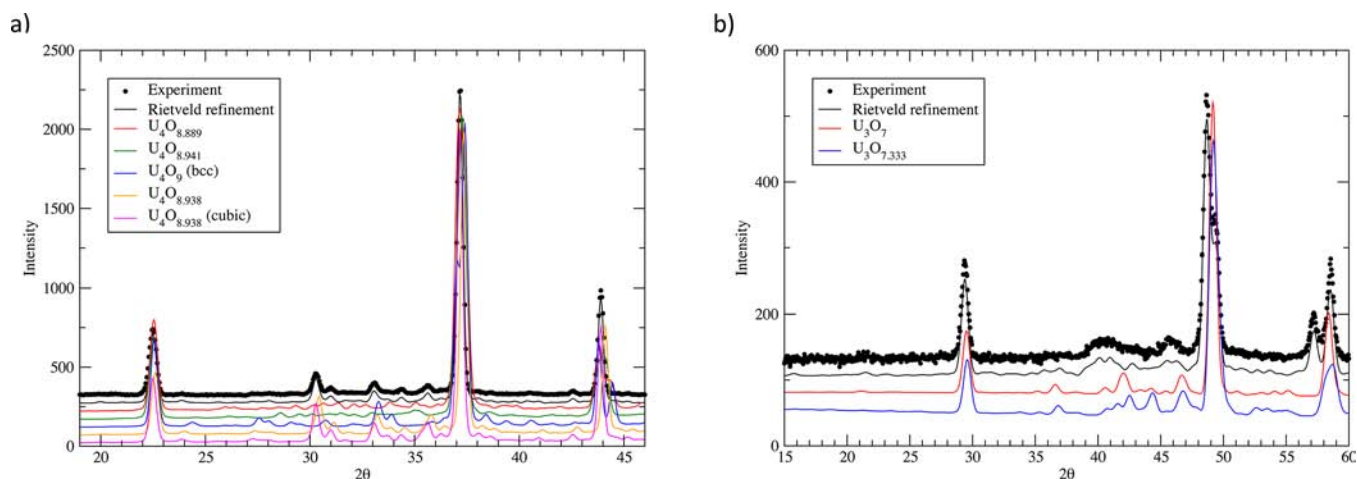 a)
2500
2000
1500
1000
500
0
Intensity
Experiment
Rietveld refinement
U4O8.889
U4O8.941
U4O9 (bcc)
U4O8.938
U4O8.938 (cubic)
20 25 30 35 40 45
2θ
b)
600
400
200
0
Intensity
Experiment
Rietveld refinement
U3O7
U3O7.333
15 20 25 30 35 40 45 50 55 60
2θ